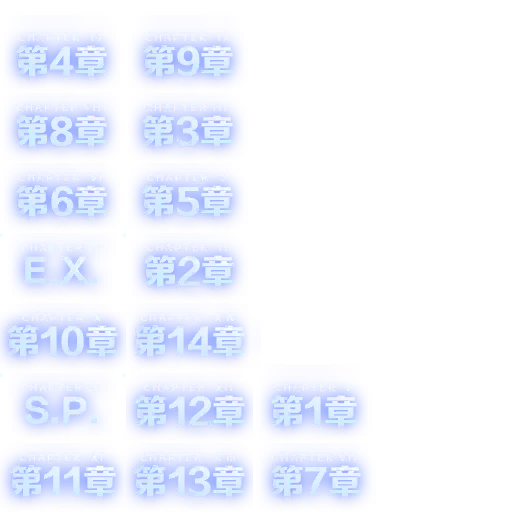 第4章 第9章
第8章 第3章
第6章 第5章
E X. 第2章
第10章 第14章
S.P. 第12章 第1章
第11章 第13章 第7章